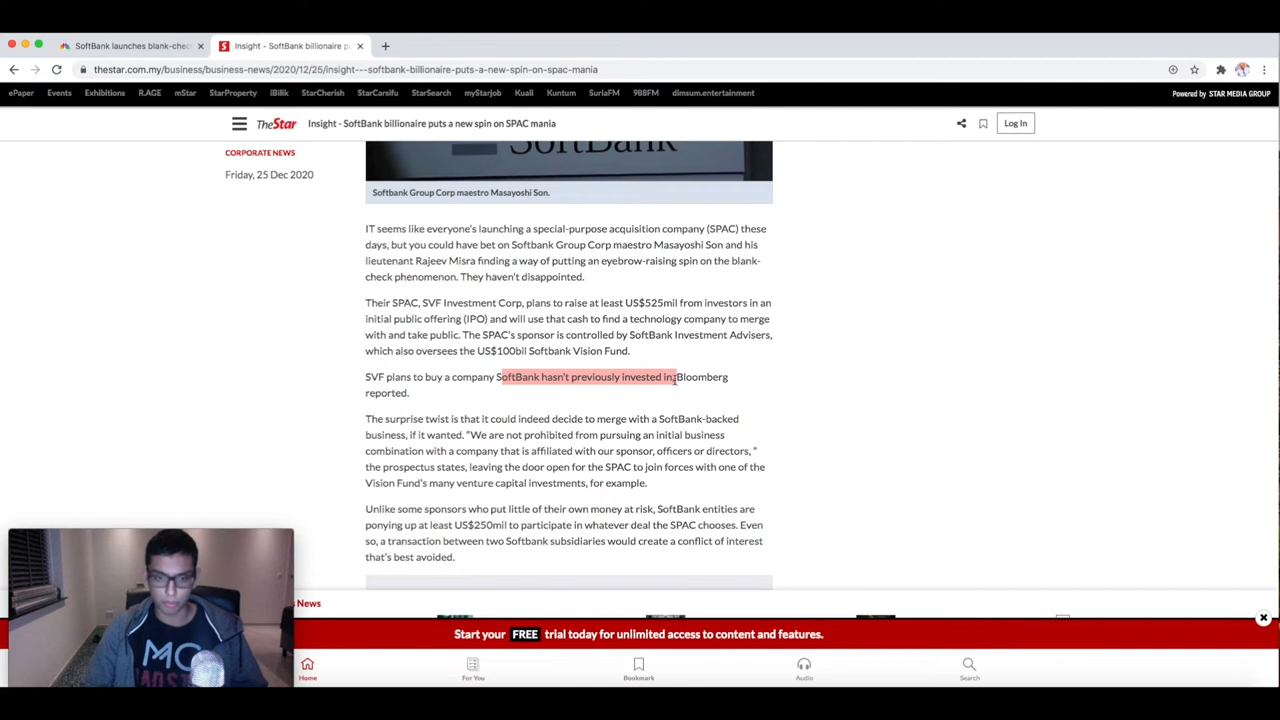 SoftBank launches blank-chec
Insight - SoftBank billionaire p
thestar.com.my/business/business-news/2020/12/25/insight---softbank-billionaire-puts-a-new-spin-on-spac-mania
ePaper Events Exhibitions R.AGE mStar StarProperty iBilik StarCherish StarCarsifu StarSearch myStarjob Kuali Kuntum SuriaFM 988FM dimsum.entertainment Powered by STAR MEDIA GROUP
TheStar Insight - SoftBank billionaire puts a new spin on SPAC mania Log In
CORPORATE NEWS
Friday, 25 Dec 2020
SoftBank
Softbank Group Corp maestro Masayoshi Son.
IT seems like everyone's launching a special-purpose acquisition company (SPAC) these
days, but you could have bet on Softbank Group Corp maestro Masayoshi Son and his
lieutenant Rajeev Misra finding a way of putting an eyebrow-raising spin on the blank-
check phenomenon. They haven't disappointed.
Their SPAC, SVF Investment Corp, plans to raise at least US$525mil from investors in an
initial public offering (IPO) and will use that cash to find a technology company to merge
with and take public. The SPAC's sponsor is controlled by SoftBank Investment Advisers,
which also oversees the US$100bil Softbank Vision Fund.
SVF plans to buy a company SoftBank hasn't previously invested in, Bloomberg
reported.
The surprise twist is that it could indeed decide to merge with a SoftBank-backed
business, if it wanted. "We are not prohibited from pursuing an initial business
combination with a company that is affiliated with our sponsor, officers or directors, "
the prospectus states, leaving the door open for the SPAC to join forces with one of the
Vision Fund's many venture capital investments, for example.
Unlike some sponsors who put little of their own money at risk, SoftBank entities are
ponying up at least US$250mil to participate in whatever deal the SPAC chooses. Even
so, a transaction between two Softbank subsidiaries would create a conflict of interest
that's best avoided.
s News
Start your FREE trial today for unlimited access to content and features.
Home For You Bookmark Audio Search